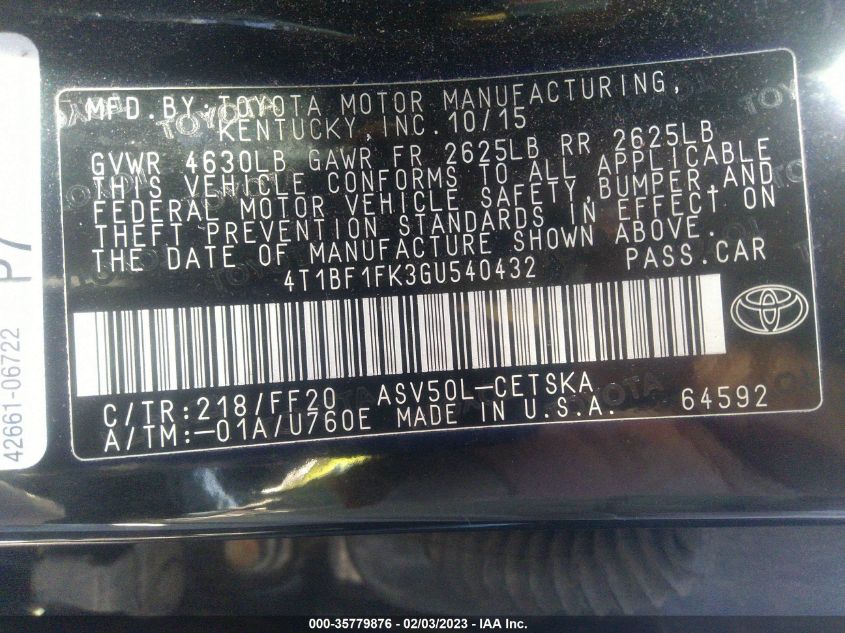 MFD.BY:TOYOTA MOTOR MANUFACTURING,
KENTUCKY,INC.10/15
GVWR 4630LB GAWR FR 2625LB RR 2625LB
THIS VEHICLE CONFORMS TO ALL APPLICABLE
FEDERAL MOTOR VEHICLE SAFETY,BUMPER,AND
THEFT PREVENTION STANDARDS IN EFFECT ON
THE DATE OF MANUFACTURE SHOWN ABOVE.
4T1BF1FK3GU540432 PASS.CAR
C/TR:218/FF20 ASV50L-CETSKA
A/TM:-01A/U760E MADE IN U.S.A. 64592
P7
42661-06722
000-35779876 - 02/03/2023 - IAA Inc.